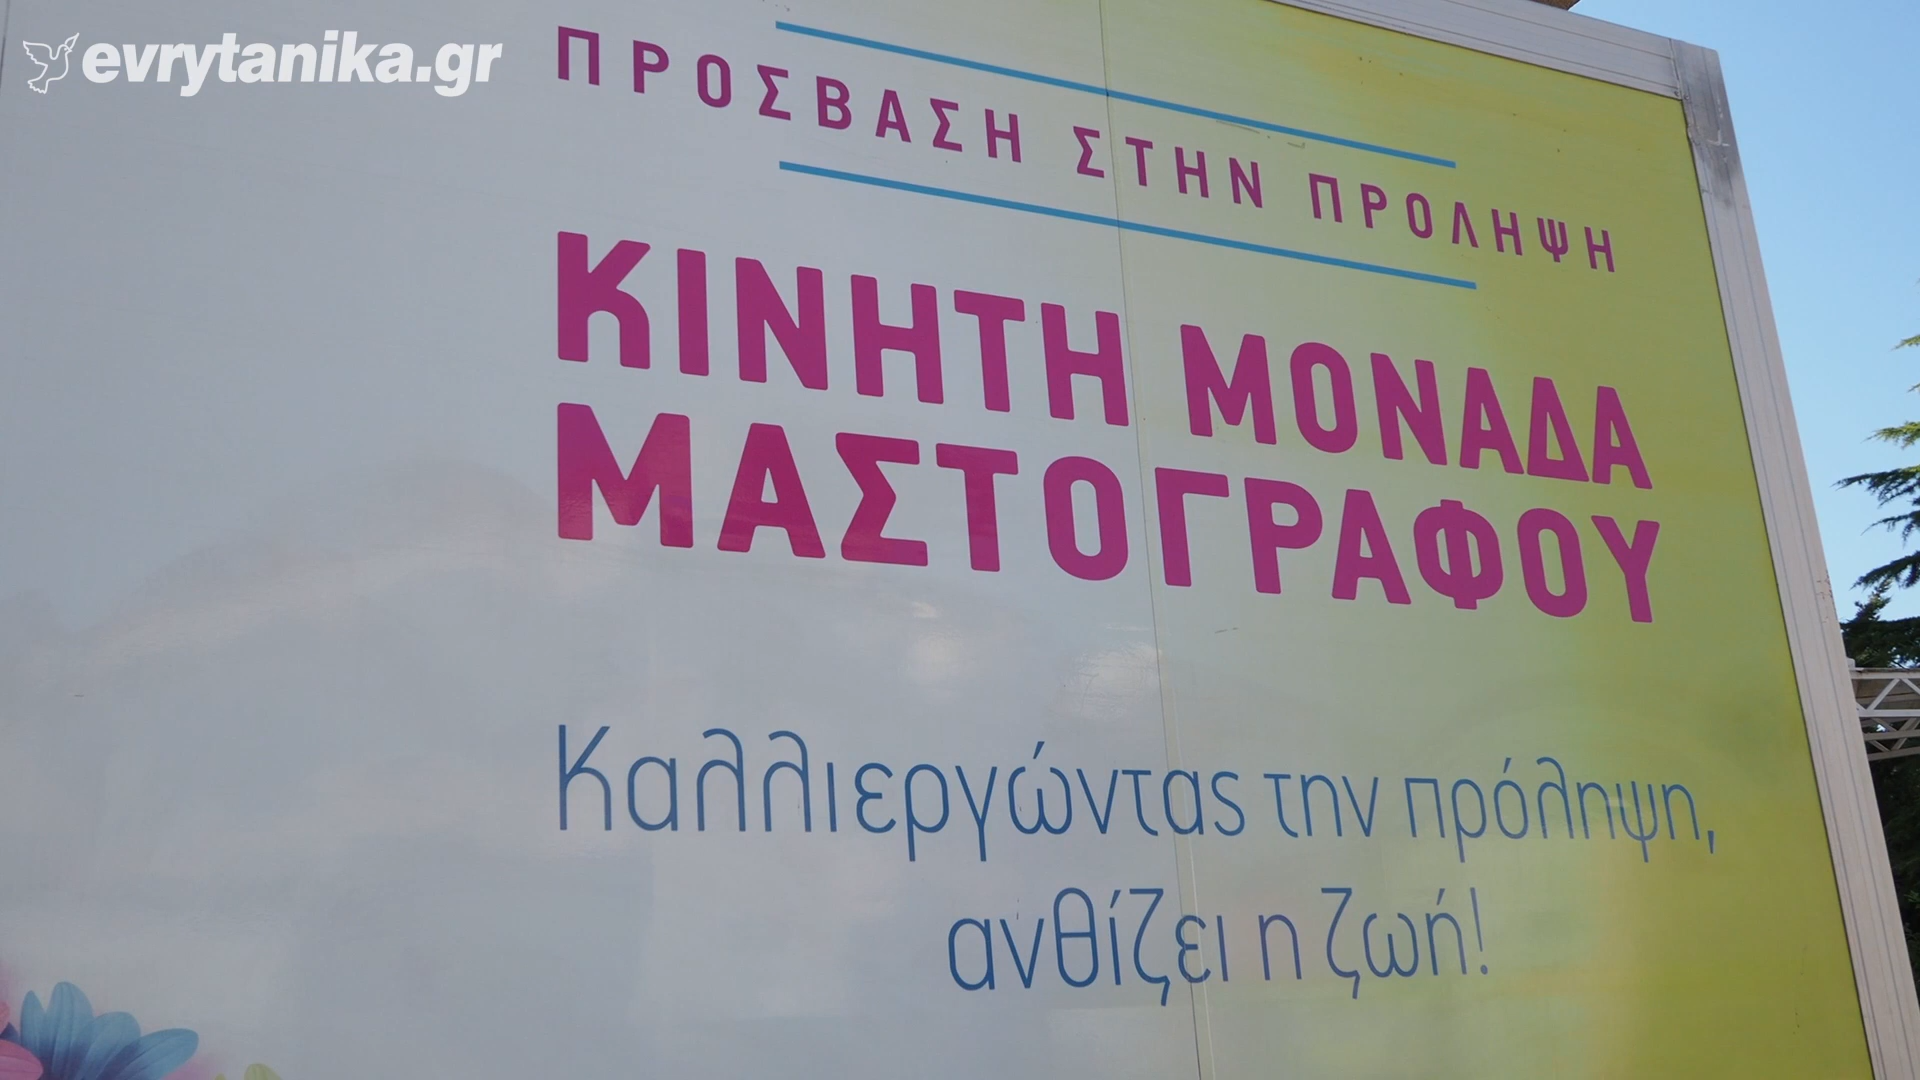 evrytanika.gr
ΠΡΟΣΒΑΣΗ ΣΤΗΝ ΠΡΟΛΗΨΗ
ΚΙΝΗΤΗ ΜΟΝΑΔΑ
ΜΑΣΤΟΓΡΑΦΟΥ
Καλλιεργώντας την πρόληψη,
ανθίζει η ζωή!